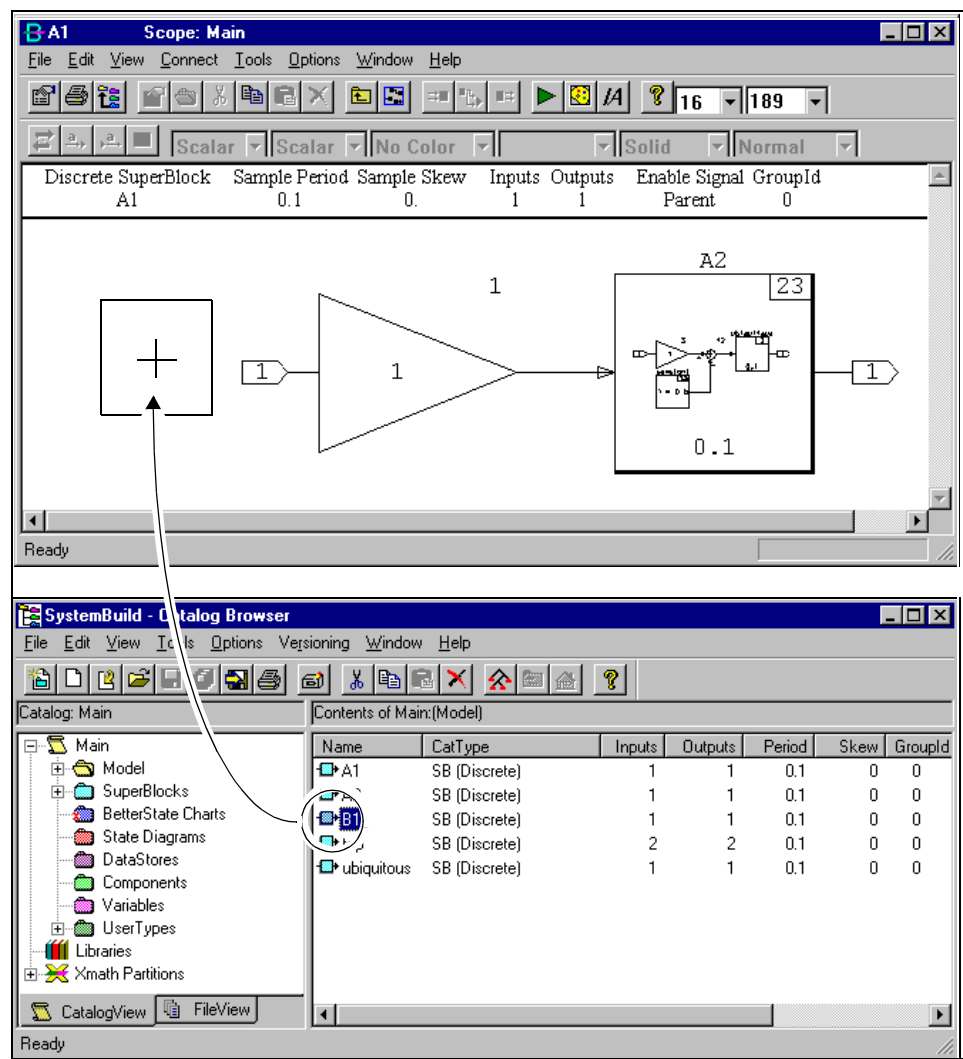 A1 Scope: Main
File Edit View Connect Tools Options Window Help
16 189
Scalar Scalar No Color Solid Normal
Discrete SuperBlock Sample Period Sample Skew Inputs Outputs Enable Signal GroupId
A1 0.1 0. 1 1 Parent 0
A2
1 23
1 1 1
0.1
Ready
SystemBuild - Catalog Browser
File Edit View Tools Options Versioning Window Help
Catalog: Main Contents of Main:(Model)
Main
Model
SuperBlocks
BetterState Charts
State Diagrams
DataStores
Components
Variables
UserTypes
Libraries
Xmath Partitions
CatalogView FileView
Name CatType Inputs Outputs Period Skew GroupId
A1 SB (Discrete) 1 1 0.1 0 0
SB (Discrete) 1 1 0.1 0 0
B1 SB (Discrete) 1 1 0.1 0 0
SB (Discrete) 2 2 0.1 0 0
ubiquitous SB (Discrete) 1 1 0.1 0 0
Ready